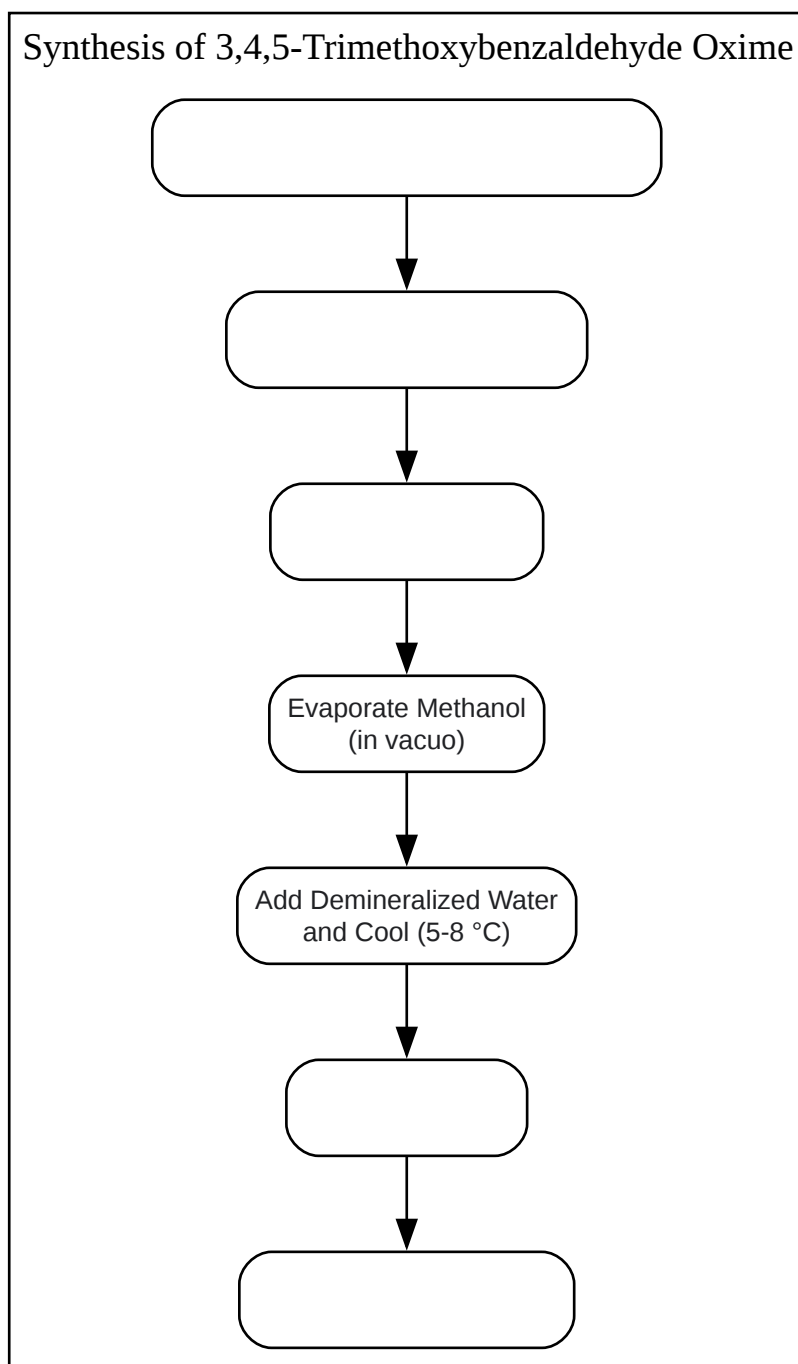 Synthesis of 3,4,5-Trimethoxybenzaldehyde Oxime
Evaporate Methanol
(in vacuo)
Add Demineralized Water
and Cool (5-8 °C)